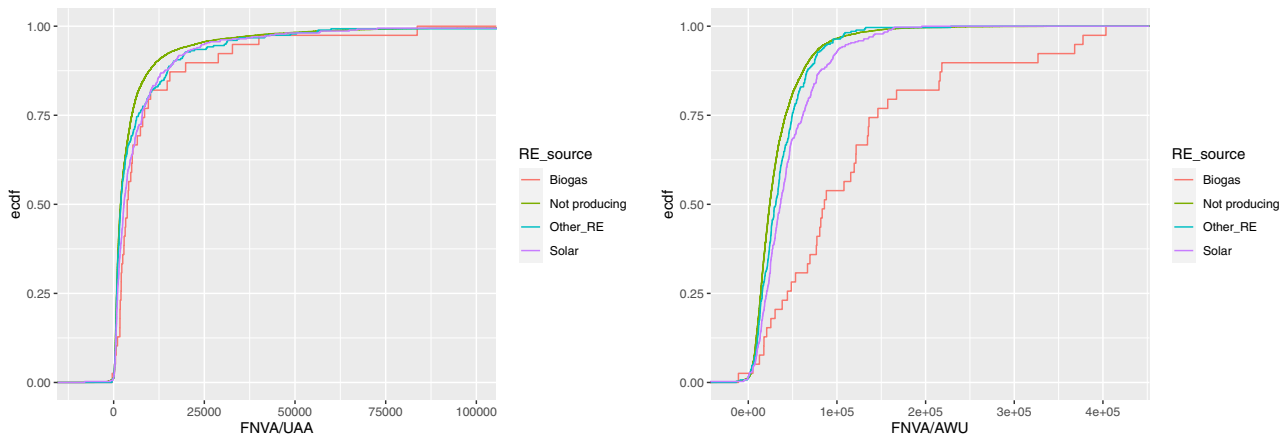 1.00
0.75
0.50
0.25
0.00
ecdf
0
25000
50000
75000
100000
FNVA/UAA
RE_source
Biogas
Not producing
Other_RE
Solar
1.00
0.75
0.50
0.25
0.00
ecdf
0e+00
1e+05
2e+05
3e+05
4e+05
FNVA/AWU
RE_source
Biogas
Not producing
Other_RE
Solar